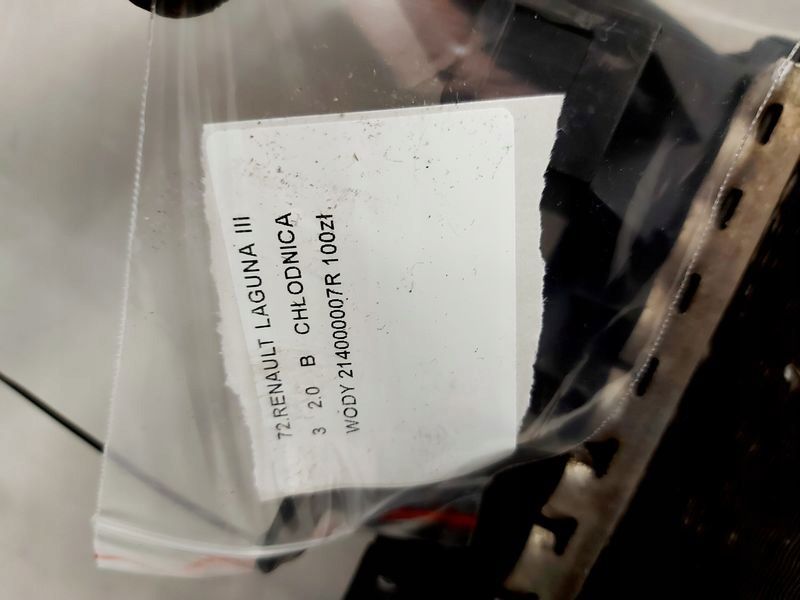 72.RENAULT LAGUNA III
3 2.0 B CHŁODNICA
WODY 214000007R 100zł